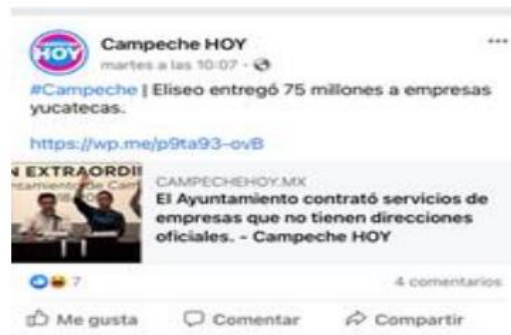 CAMPECHE
HOY
Campeche HOY
martes a las 10:07 ·
#Campeche | Eliseo entregó 75 millones a empresas
yucatecas.
https://wp.me/p9ta93-ovB
N EXTRAORDI
CAMPECHEHOY.MX
El Ayuntamiento contrató servicios de
empresas que no tienen direcciones
oficiales. - Campeche HOY
7
4 comentarios
Me gusta
Comentar
Compartir